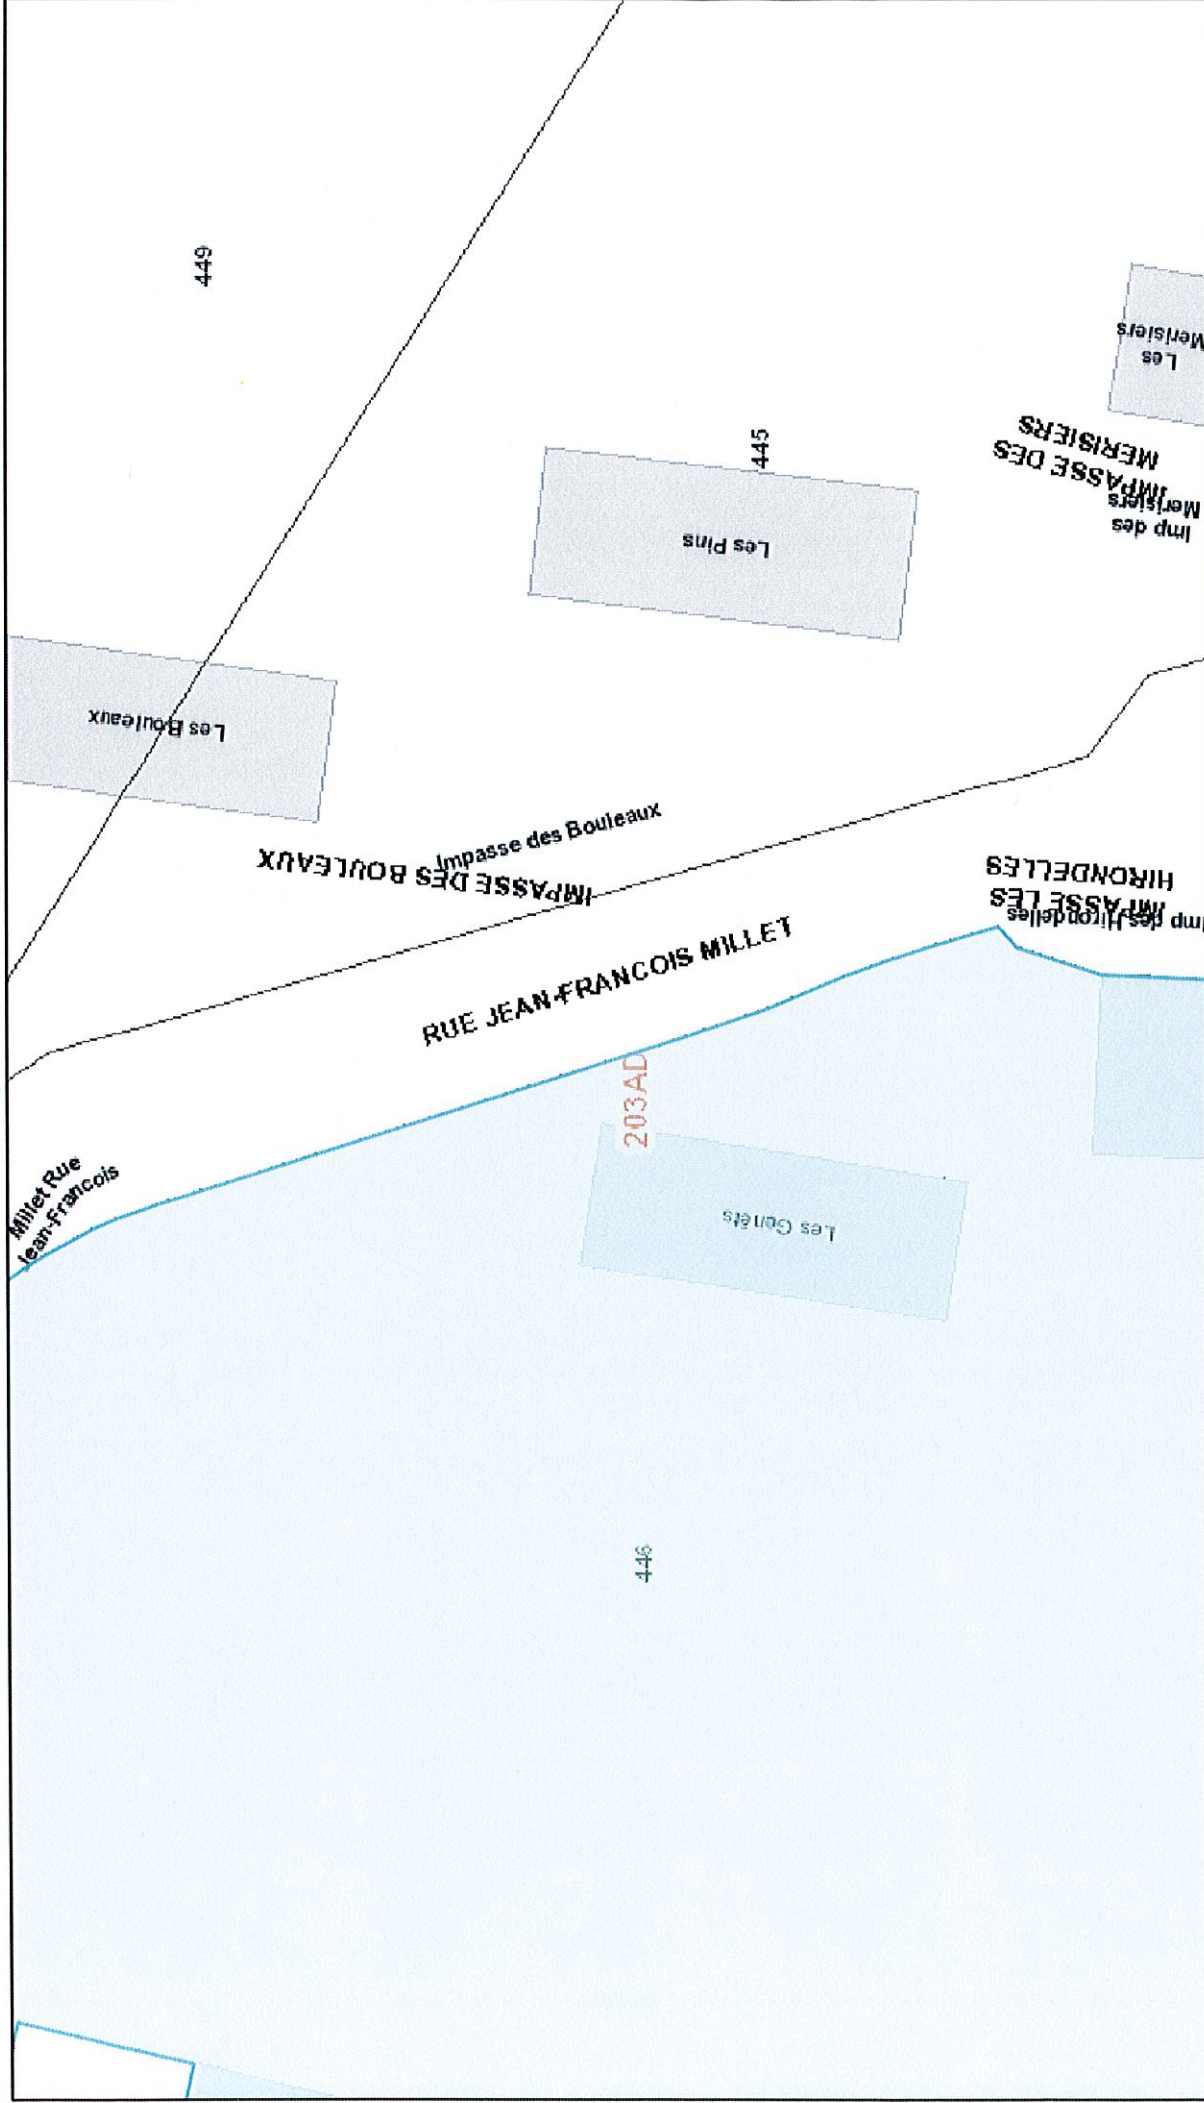 449
Les
Merisiers
445
IMPASSE DES
MERISIERS
Imp des
Merisiers
Les Pins
Les Bouleaux
Impasse des Bouleaux
IMPASSE DES BOULEAUX
IMPASSE LES
HIRONDELLES
Imp des Hirondelles
RUE JEAN-FRANCOIS MILLET
203AD
Millet Rue
Jean-Francois
Les Genêts
446